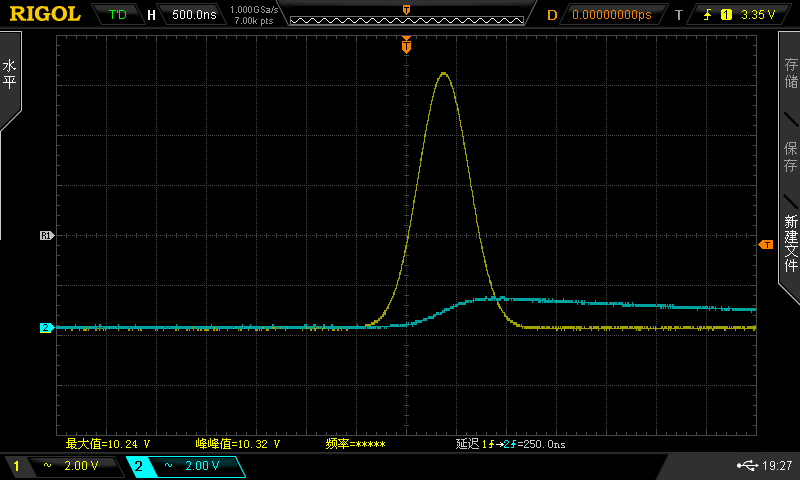 RIGOL T'D H 500.0ns 1.000GSa/s 7.00k pts T D 0.00000000ps T 1 3.35 V
T
水平
存储
保存
新建文件
R1
T
2
最大值=10.24 V 峰峰值=10.32 V 频率=***** 延迟1→2=250.0ns
1 ~ 2.00 V 2 ~ 2.00 V 19:27